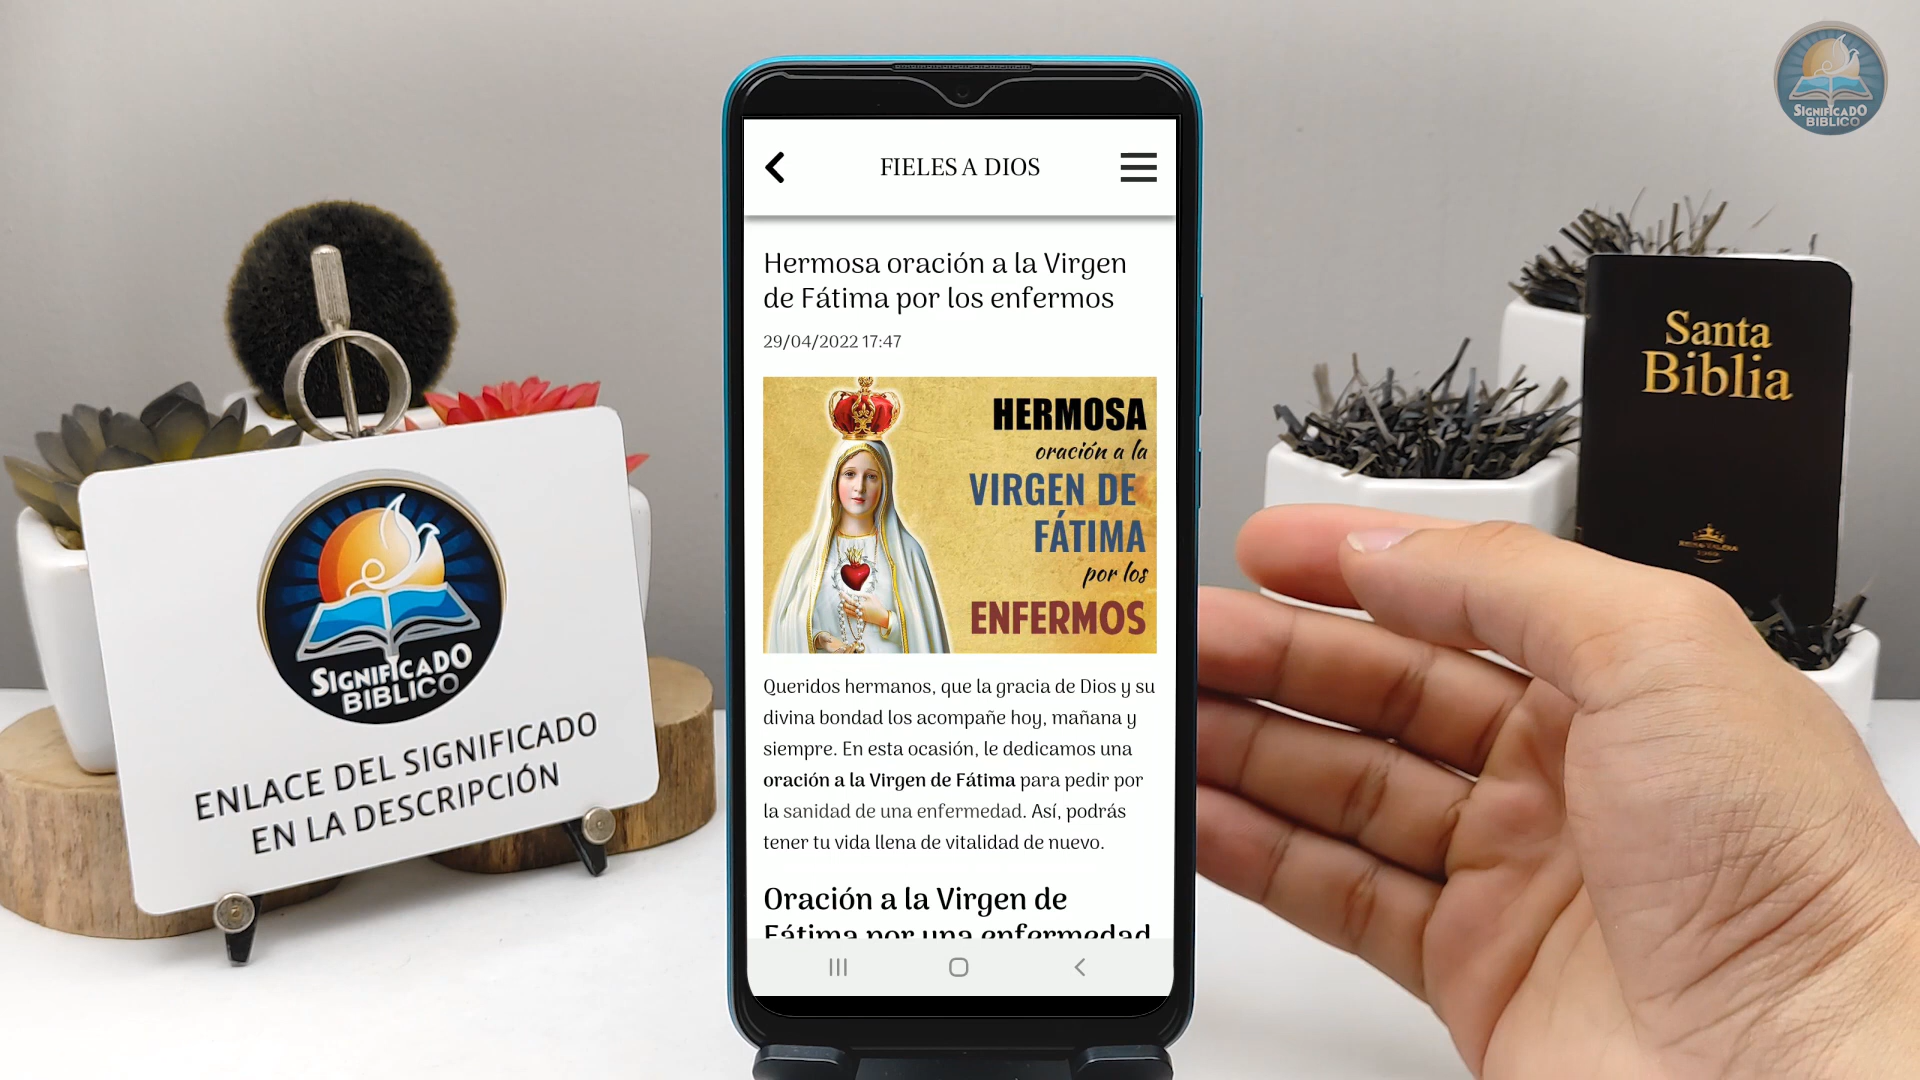 SIGNIFICADO
BIBLICO
FIELES A DIOS
Hermosa oración a la Virgen
de Fátima por los enfermos
29/04/2022 17:47
HERMOSA
oración a la
VIRGEN DE
FÁTIMA
por los
ENFERMOS
Queridos hermanos, que la gracia de Dios y su
divina bondad los acompañe hoy, mañana y
siempre. En esta ocasión, le dedicamos una
oración a la Virgen de Fátima para pedir por
la sanidad de una enfermedad. Así, podrás
tener tu vida llena de vitalidad de nuevo.
Oración a la Virgen de
Fátima por una enfermedad
SIGNIFICADO
BIBLICO
ENLACE DEL SIGNIFICADO
EN LA DESCRIPCIÓN
Santa
Biblia